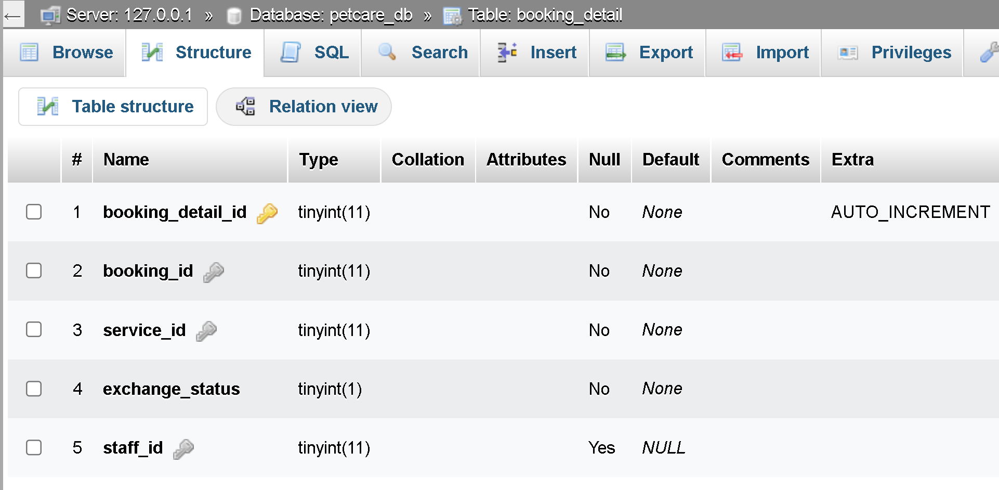 ← Server: 127.0.0.1 » Database: petcare_db » Table: booking_detail
Browse Structure SQL Search Insert Export Import Privileges
Table structure Relation view
# Name Type Collation Attributes Null Default Comments Extra
1 booking_detail_id tinyint(11) No None AUTO_INCREMENT
2 booking_id tinyint(11) No None
3 service_id tinyint(11) No None
4 exchange_status tinyint(1) No None
5 staff_id tinyint(11) Yes NULL